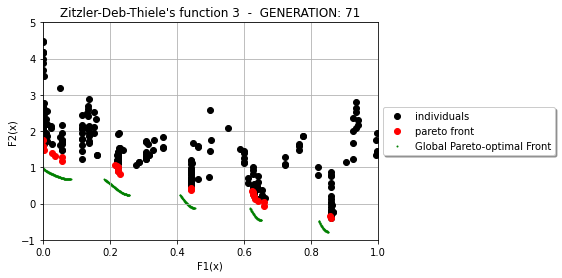 Zitzler-Deb-Thiele's function 3 - GENERATION: 71
5
4
3
2
1
0
−1
F2(x)
0.0 0.2 0.4 0.6 0.8 1.0
F1(x)
individuals
pareto front
Global Pareto-optimal Front